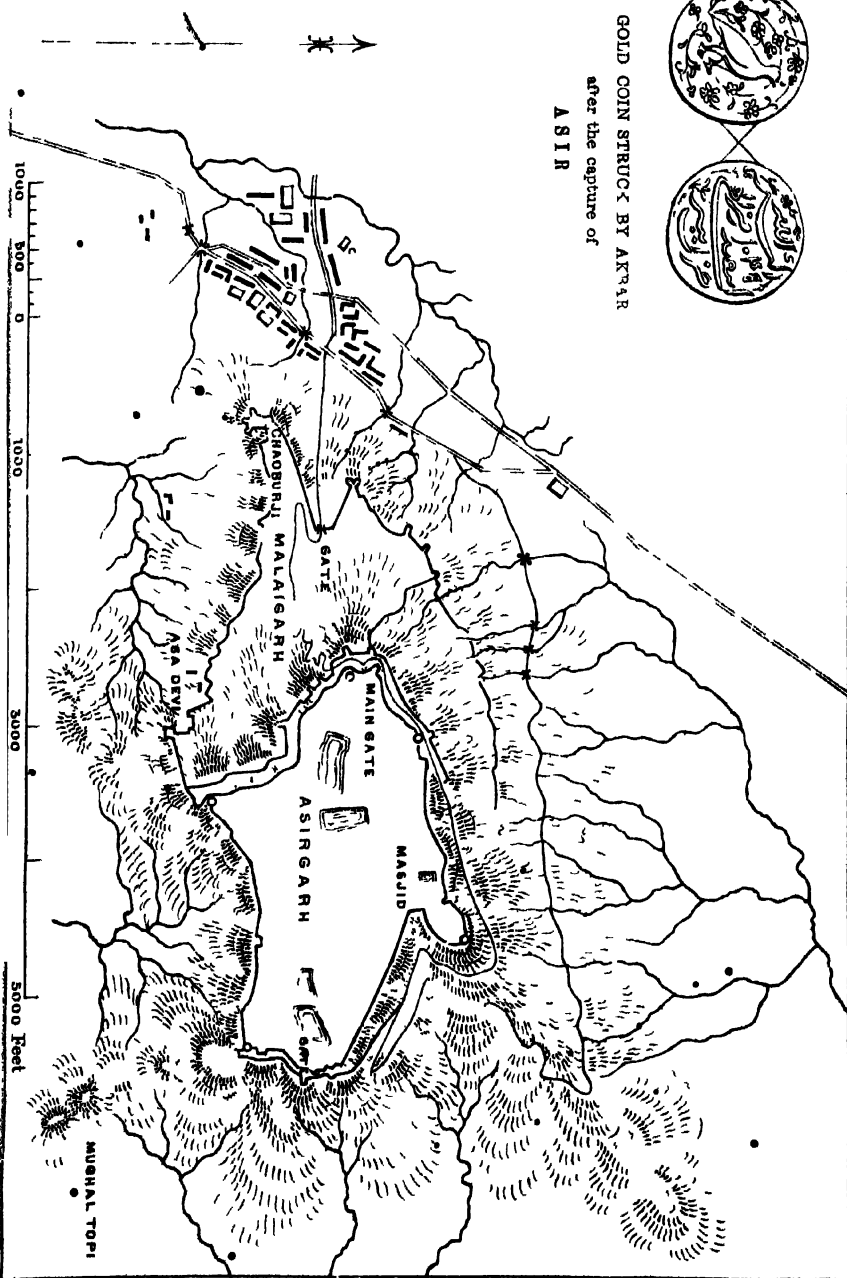 GOLD COIN STRUCK BY AKBAR
after the capture of
ASIR
CHAOBURJI
MALAIGARH
GATE
ASA DEVI
MAIN GATE
ASIRGARH
MASJID
MUGHAL TOPI
1000 500 0 1000 3000 5000 Feet